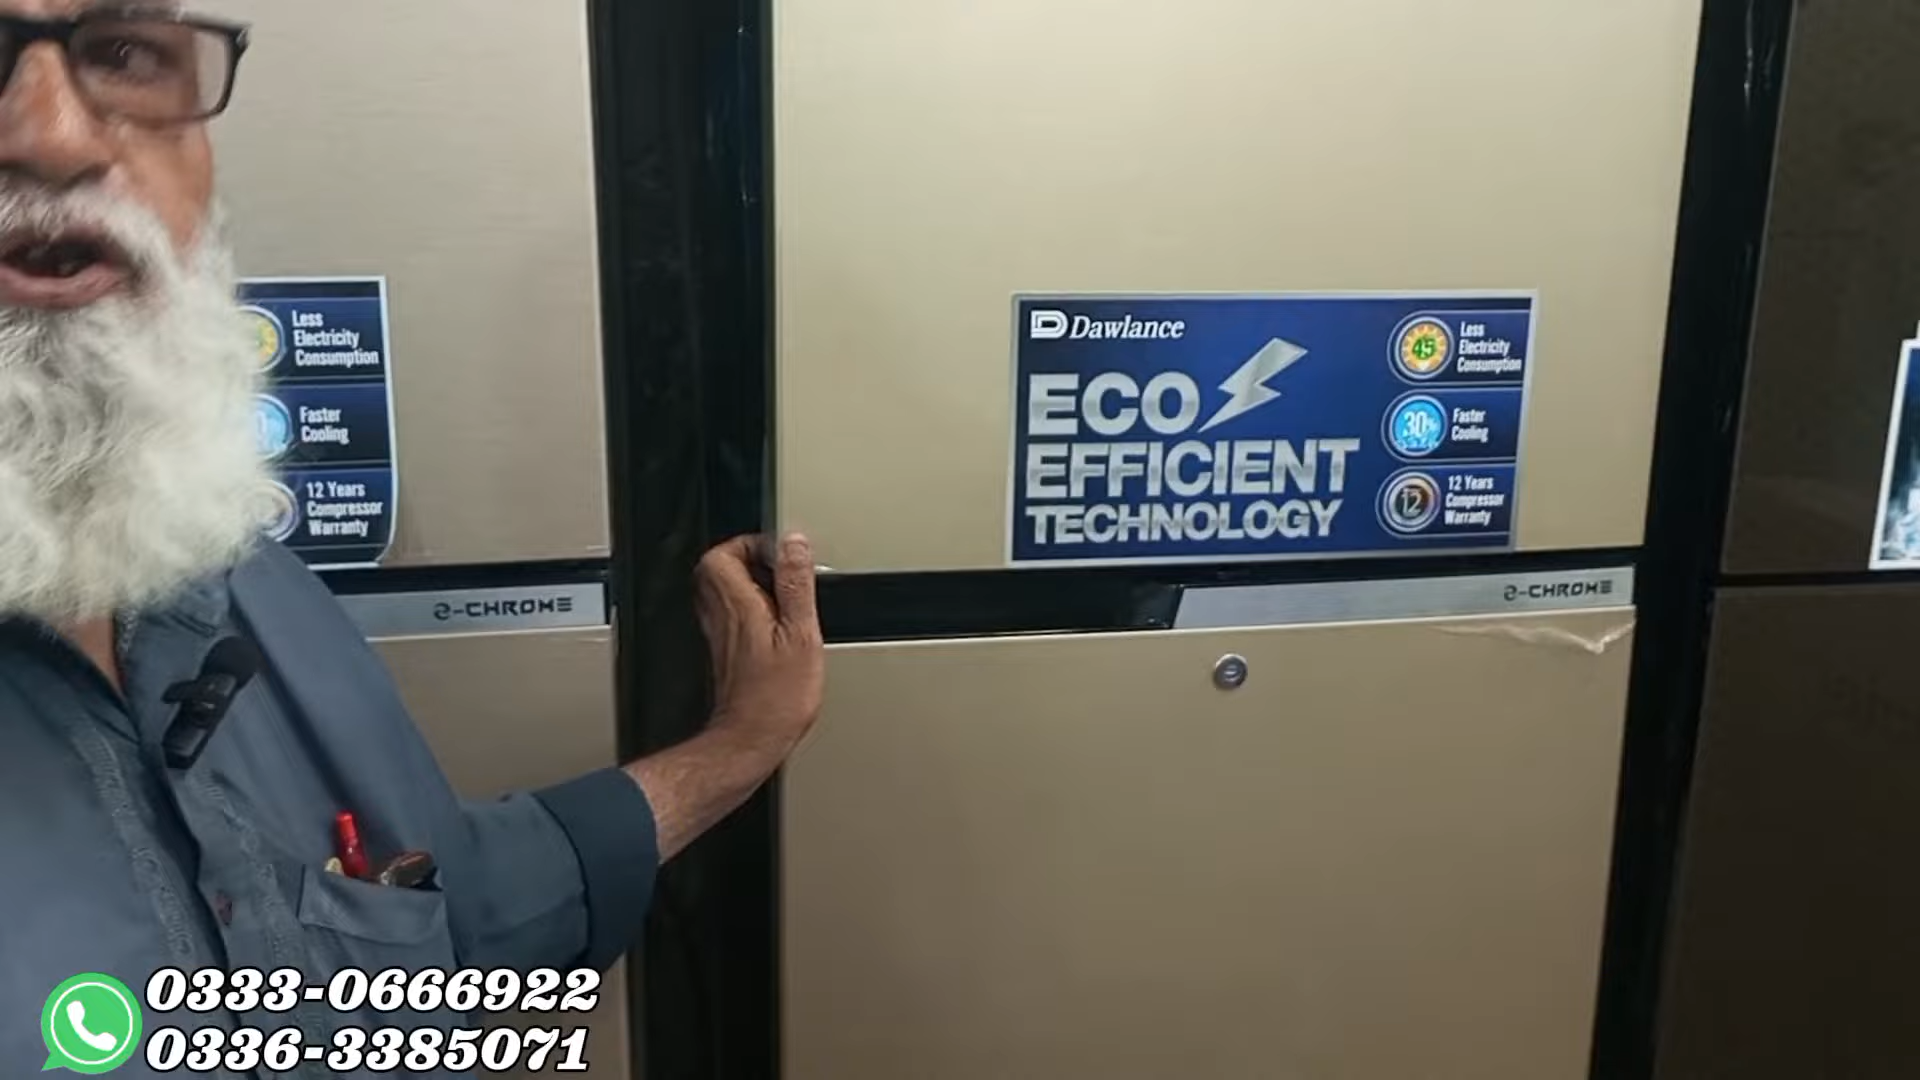 Less
Electricity
Consumption
Faster
Cooling
12 Years
Compressor
Warranty
e-CHROME
Dawlance
ECO
EFFICIENT
TECHNOLOGY
45
Less
Electricity
Consumption
30%
Faster
Cooling
12
12 Years
Compressor
Warranty
e-CHROME
0333-0666922
0336-3385071